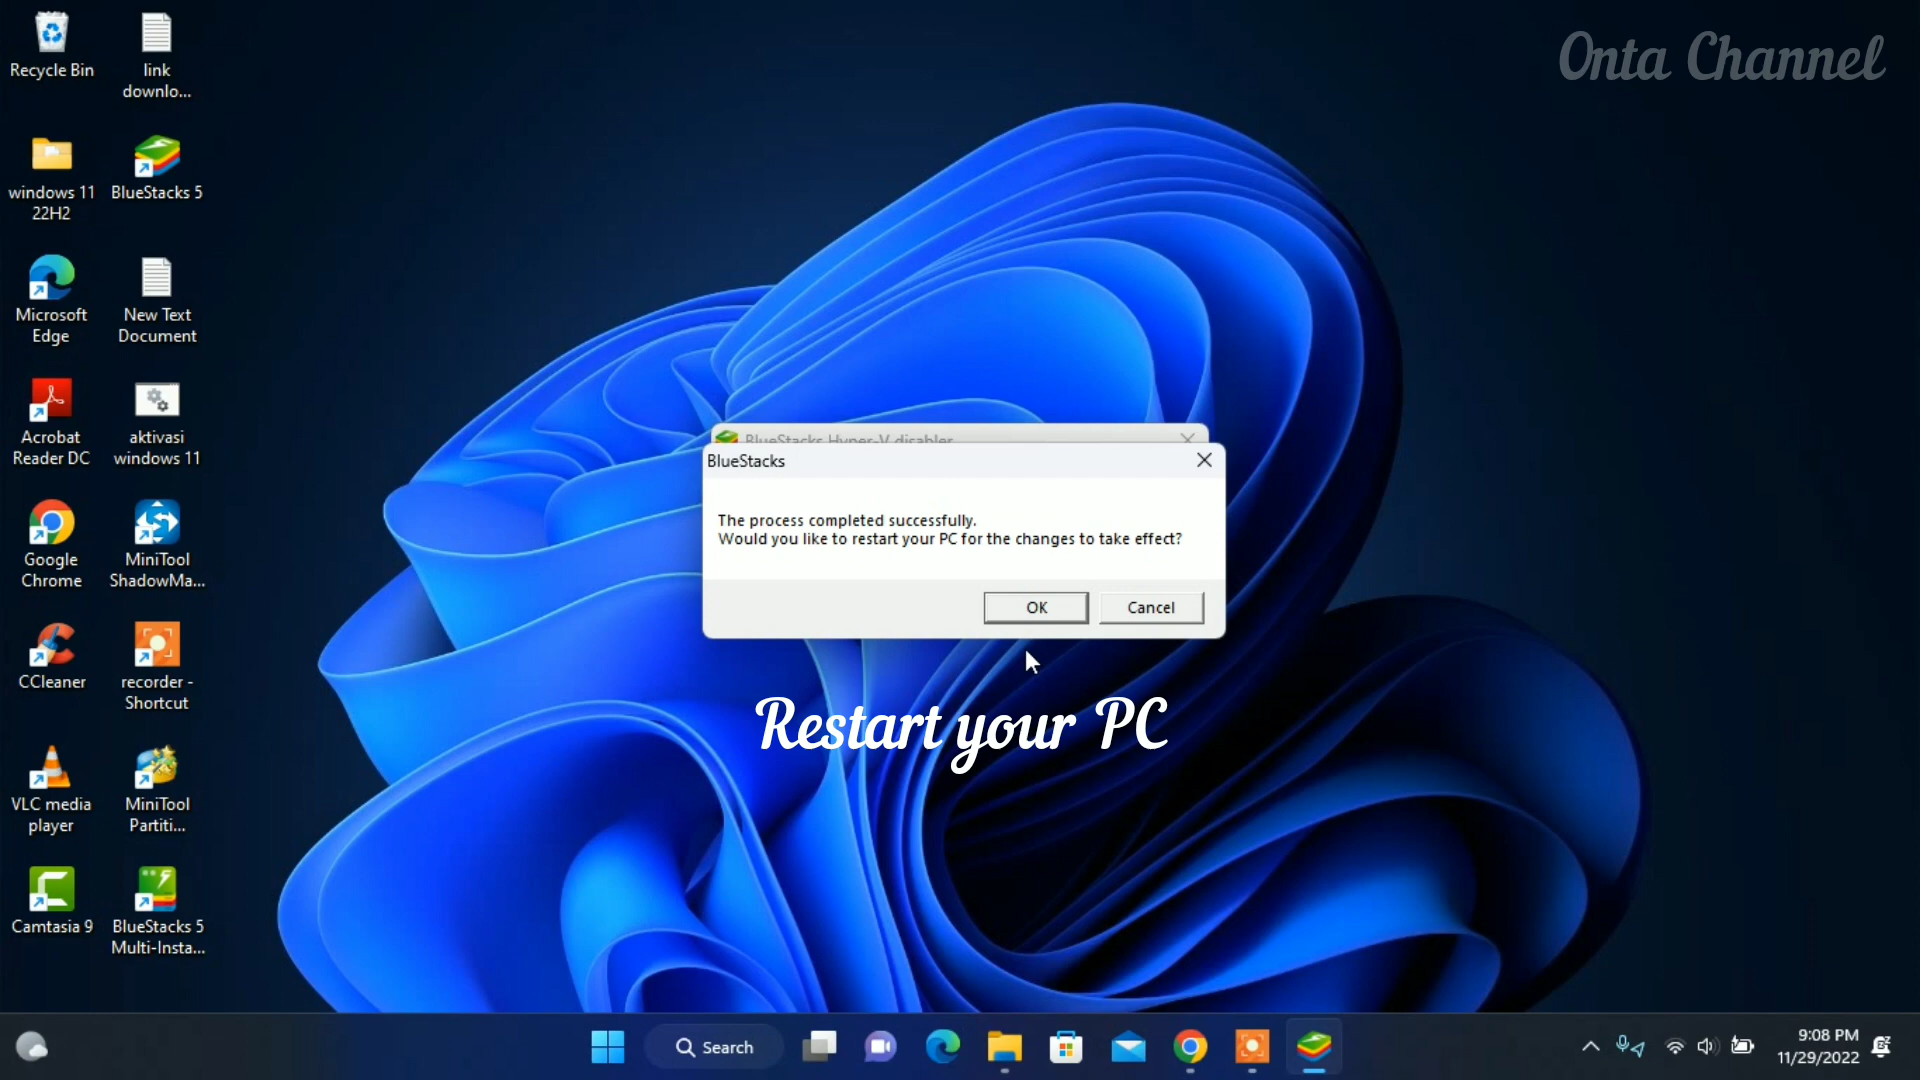 Onta Channel
Recycle Bin
link
downlo...
windows 11
22H2
BlueStacks 5
Microsoft
Edge
New Text
Document
Acrobat
Reader DC
aktivasi
windows 11
Google
Chrome
MiniTool
ShadowMa...
CCleaner
recorder -
Shortcut
VLC media
player
MiniTool
Partiti...
Camtasia 9
BlueStacks 5
Multi-Insta...
BlueStacks Hyper-V disabler
BlueStacks
The process completed successfully.
Would you like to restart your PC for the changes to take effect?
OK
Cancel
Restart your PC
Search
9:08 PM
11/29/2022